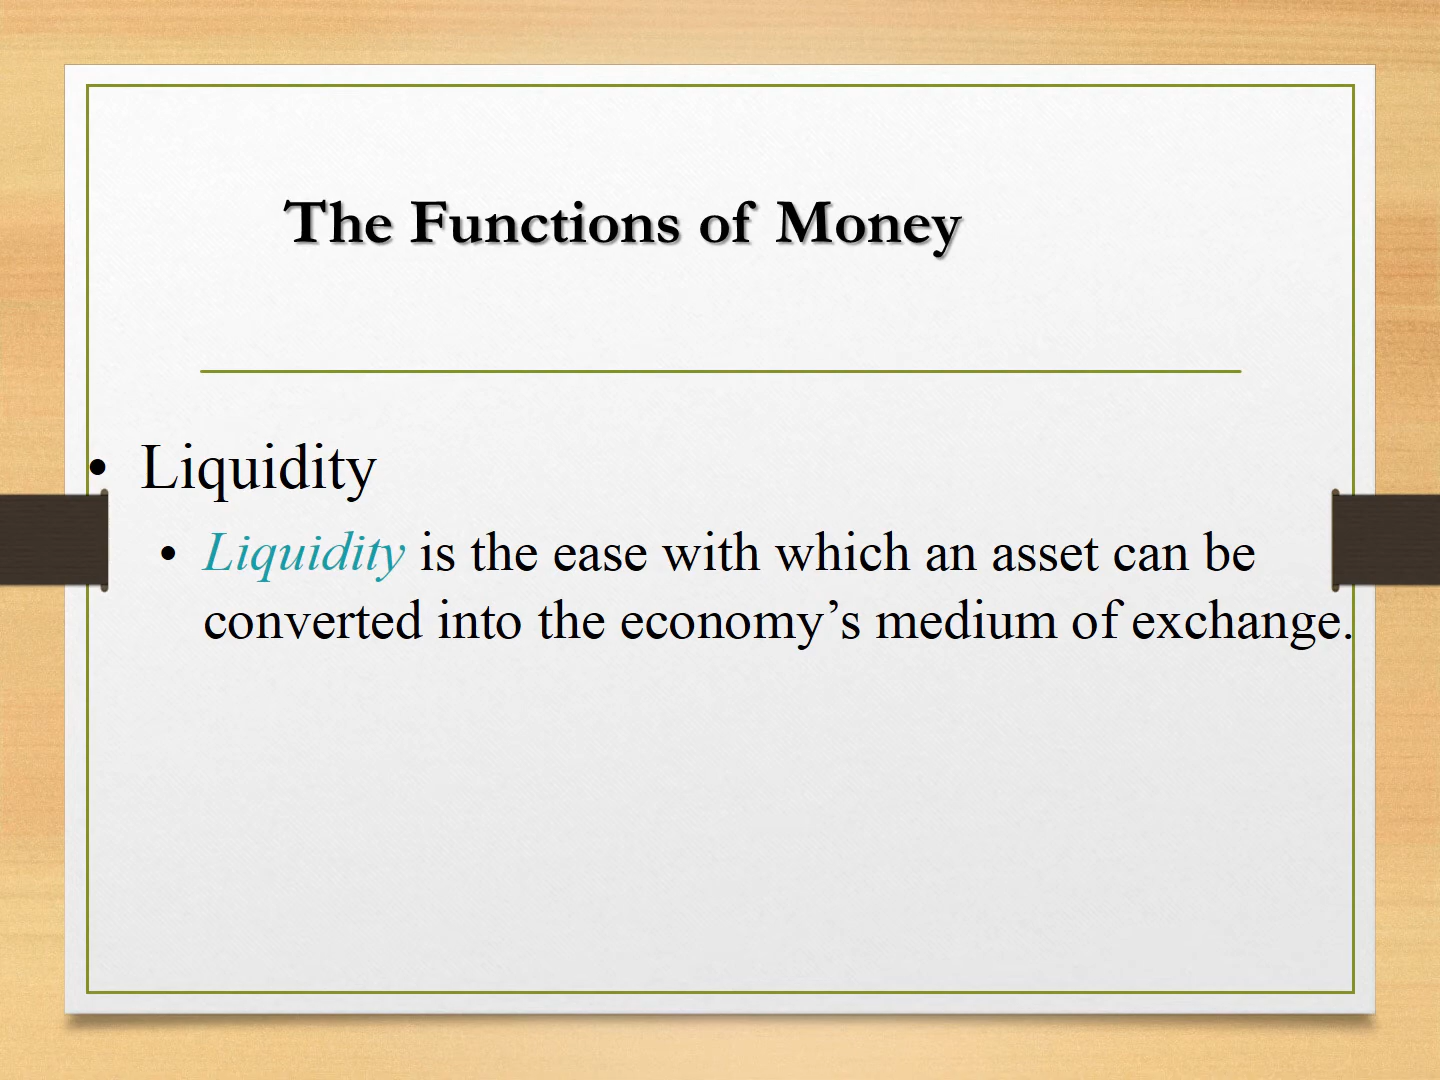 The Functions of Money
• Liquidity
• Liquidity is the ease with which an asset can be
converted into the economy’s medium of exchange.